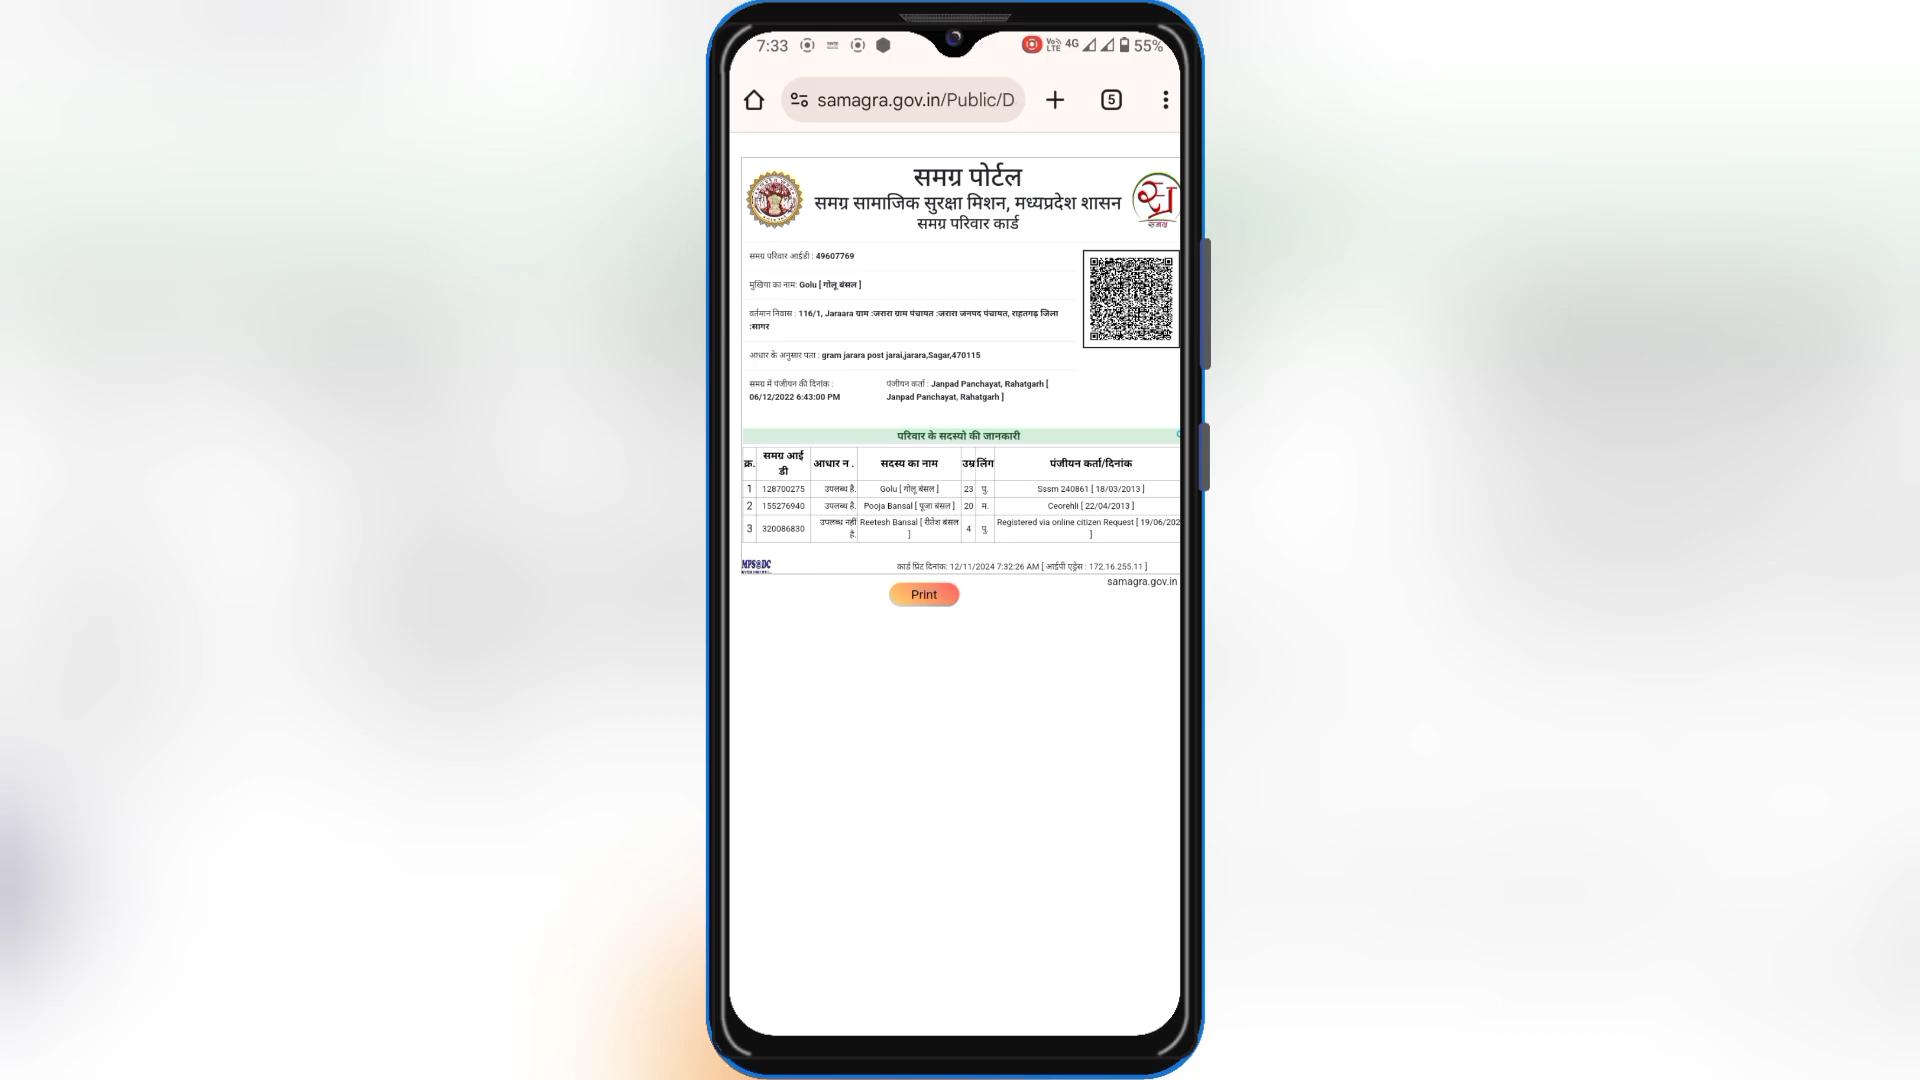 7:33
VoLTE 4G 55%
samagra.gov.in/Public/D
5
समग्र पोर्टल
समग्र सामाजिक सुरक्षा मिशन, मध्यप्रदेश शासन
समग्र परिवार कार्ड
समग्र
समग्र परिवार आईडी : 49607769
मुखिया का नाम: Golu [ गोलू बंसल ]
वर्तमान निवास : 116/1, Jaraara ग्राम :जरारा ग्राम पंचायत :जरारा जनपद पंचायत, राहतगढ़ जिला
:सागर
आधार के अनुसार पता : gram jarara post jarai,jarara,Sagar,470115
समग्र में पंजीयन की दिनांक :
06/12/2022 6:43:00 PM
पंजीयन कर्ता : Janpad Panchayat, Rahatgarh [
Janpad Panchayat, Rahatgarh ]
परिवार के सदस्यो की जानकारी
क्र. समग्र आई डी आधार न . सदस्य का नाम उम्र लिंग पंजीयन कर्ता/दिनांक
1 128700275 उपलब्ध है. Golu [ गोलू बंसल ] 23 पु. Sssm 240861 [ 18/03/2013 ]
2 155276940 उपलब्ध है. Pooja Bansal [ पूजा बंसल ] 20 म. Ceorehli [ 22/04/2013 ]
3 320086830 उपलब्ध नहीं है. Reetesh Bansal [ रीतेश बंसल ] 4 पु. Registered via online citizen Request [ 19/06/202 ]
MPSeDC
कार्ड प्रिंट दिनांक: 12/11/2024 7:32:26 AM [ आईपी एड्रेस : 172.16.255.11 ]
samagra.gov.in
Print